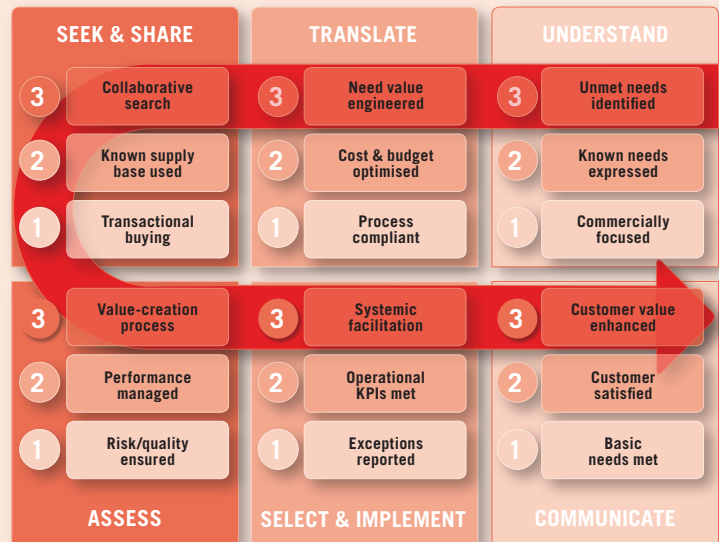 SEEK & SHARE
TRANSLATE
UNDERSTAND
3
Collaborative
search
3
Need value
engineered
3
Unmet needs
identified
2
Known supply
base used
2
Cost & budget
optimised
2
Known needs
expressed
1
Transactional
buying
1
Process
compliant
1
Commercially
focused
3
Value-creation
process
3
Systemic
facilitation
3
Customer value
enhanced
2
Performance
managed
2
Operational
KPIs met
2
Customer
satisfied
1
Risk/quality
ensured
1
Exceptions
reported
1
Basic
needs met
ASSESS
SELECT & IMPLEMENT
COMMUNICATE